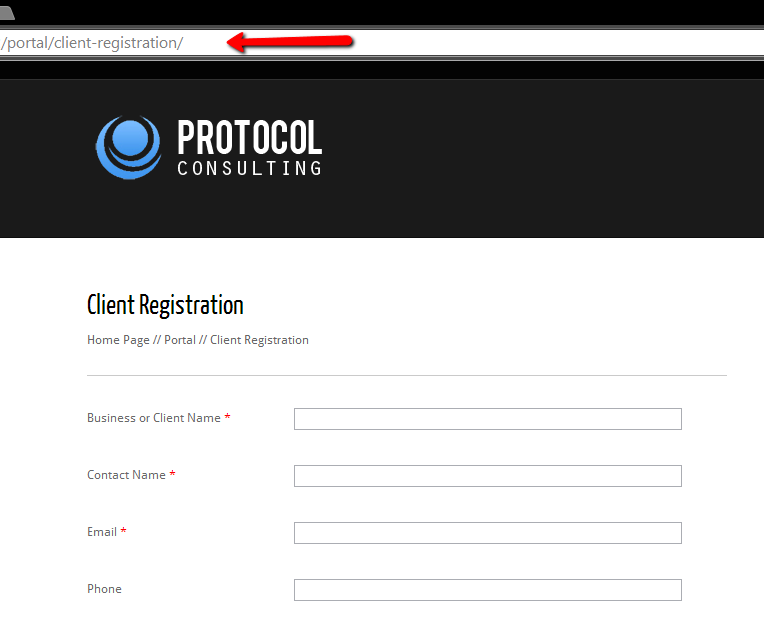 /portal/client-registration/
PROTOCOL
CONSULTING
Client Registration
Home Page // Portal // Client Registration
Business or Client Name *
Contact Name *
Email *
Phone